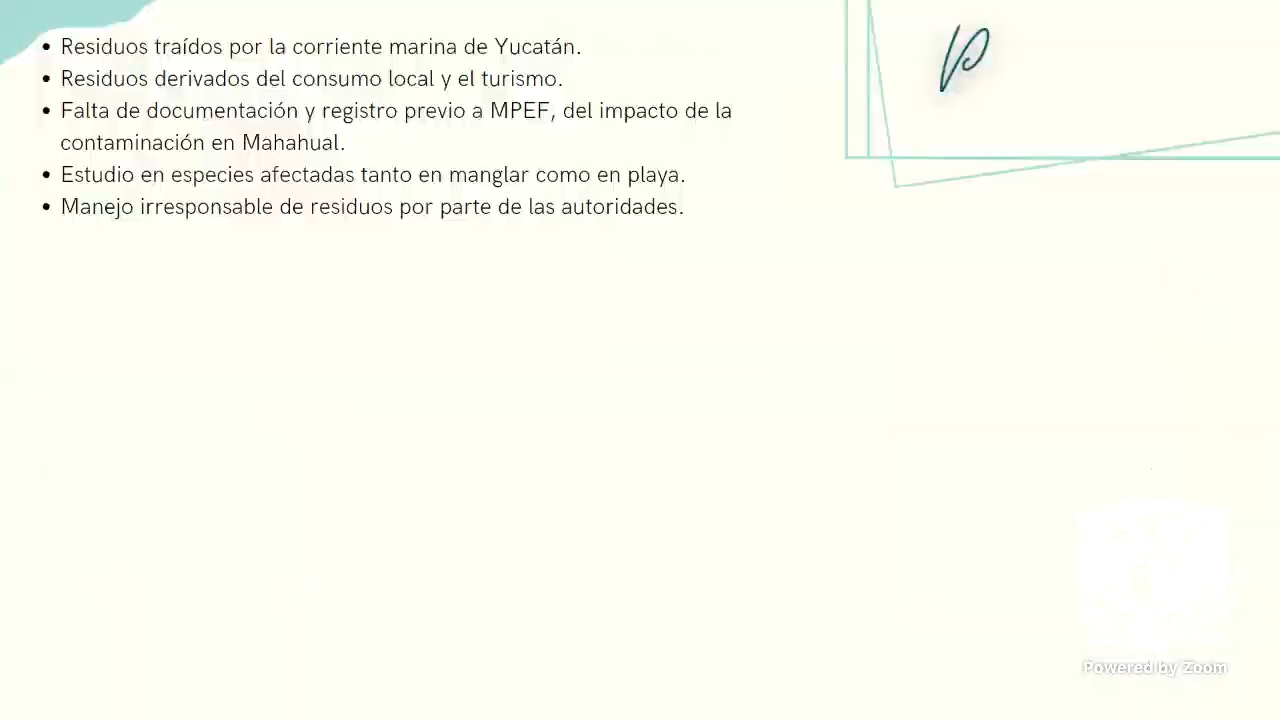 • Residuos traídos por la corriente marina de Yucatán.
• Residuos derivados del consumo local y el turismo.
• Falta de documentación y registro previo a MPEF, del impacto de la
contaminación en Mahahual.
• Estudio en especies afectadas tanto en manglar como en playa.
• Manejo irresponsable de residuos por parte de las autoridades.
P
Powered by Zoom